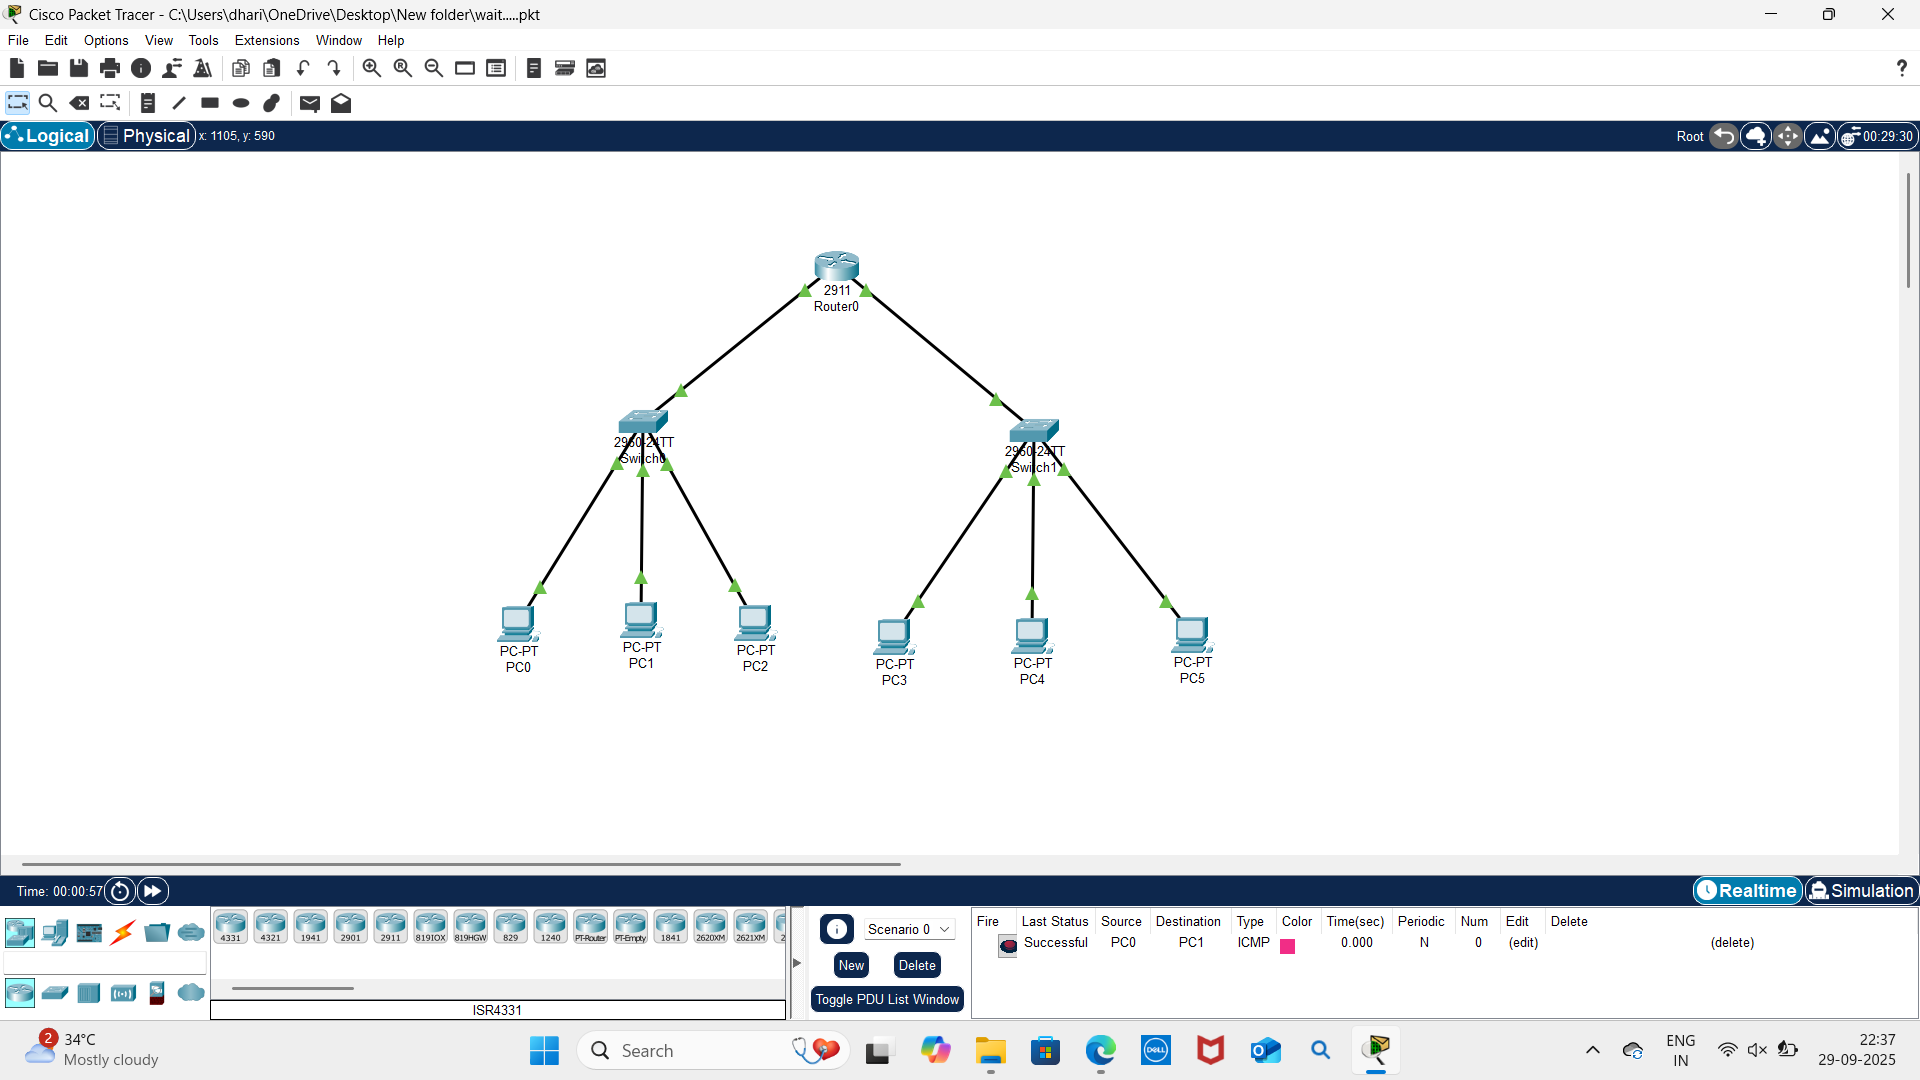 Cisco Packet Tracer - C:\Users\dhari\OneDrive\Desktop\New folder\wait.....pkt
File Edit Options View Tools Extensions Window Help
?
Logical Physical x: 1105, y: 590 Root 00:29:30
2911
Router0
2960-24TT
Switch0
2960-24TT
Switch1
PC-PT
PC0
PC-PT
PC1
PC-PT
PC2
PC-PT
PC3
PC-PT
PC4
PC-PT
PC5
Time: 00:00:57 Realtime Simulation
4331 4321 1941 2901 2911 819IOX 819HGW 829 1240 PT-Router PT-Empty 1841 2620XM 2621XM 2
ISR4331
Scenario 0
New Delete
Toggle PDU List Window
Fire Last Status Source Destination Type Color Time(sec) Periodic Num Edit Delete
Successful PC0 PC1 ICMP 0.000 N 0 (edit) (delete)
2 34°C
Mostly cloudy
Search
DELL
ENG
IN
22:37
29-09-2025